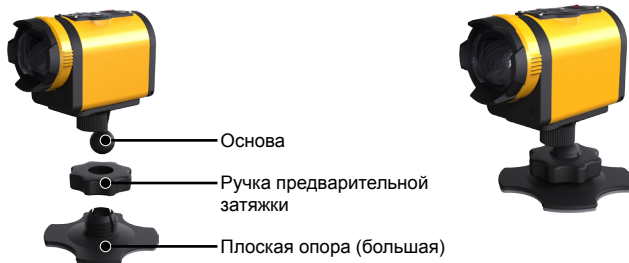 Основа
Ручка предварительной
затяжки
Плоская опора (большая)